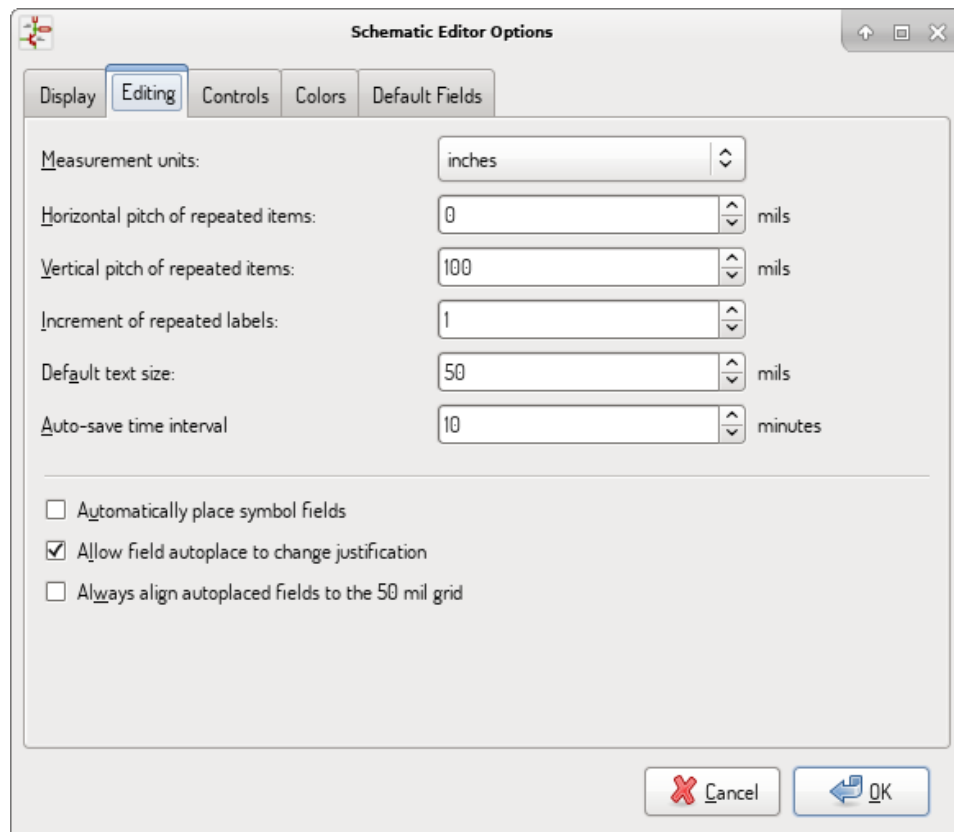 Schematic Editor Options
Display Editing Controls Colors Default Fields
Measurement units: inches
Horizontal pitch of repeated items: 0 mils
Vertical pitch of repeated items: 100 mils
Increment of repeated labels: 1
Default text size: 50 mils
Auto-save time interval 10 minutes
Automatically place symbol fields
Allow field autoplace to change justification
Always align autoplaced fields to the 50 mil grid
Cancel OK